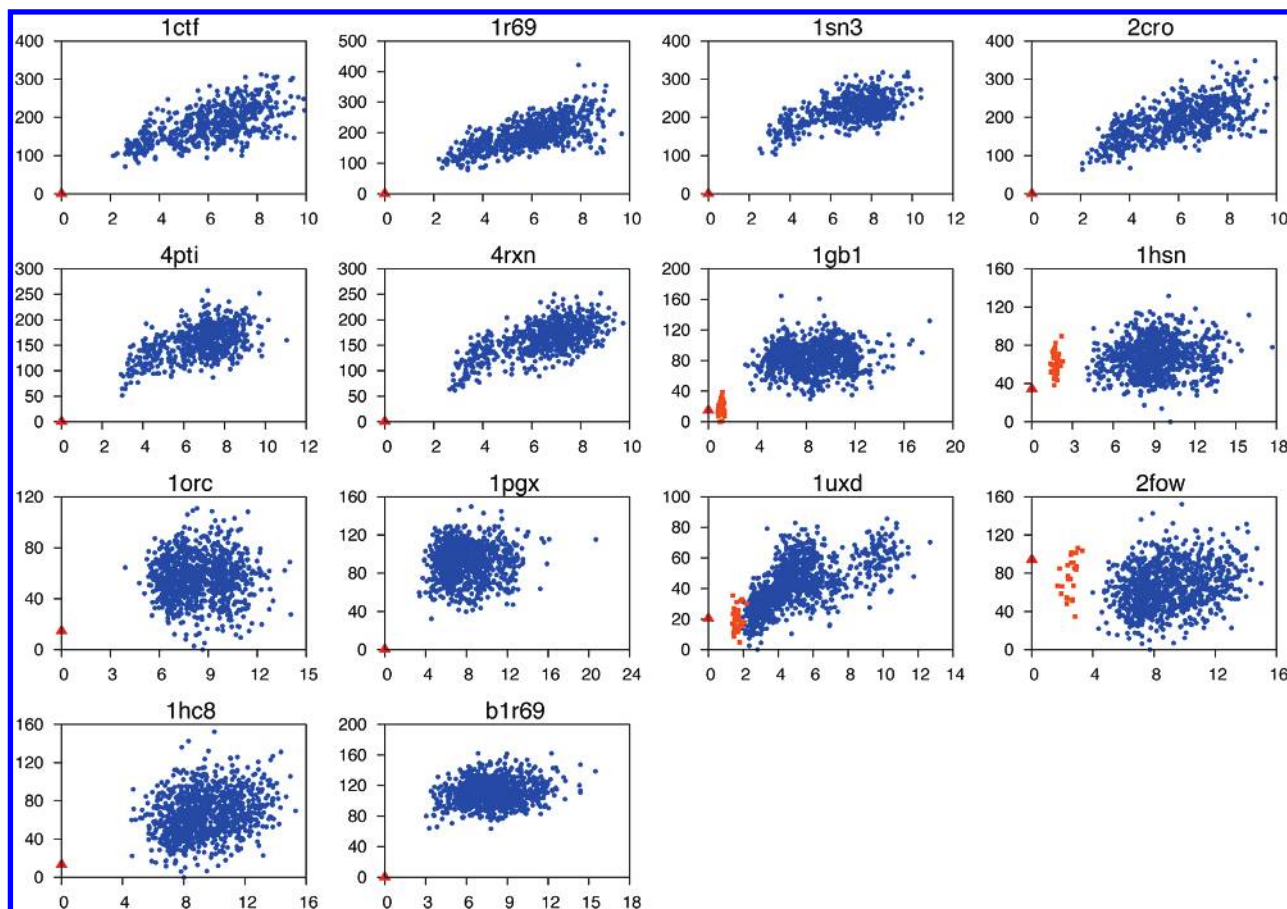 1ctf 1r69 1sn3 2cro
400 500 400 400
400
300 300 300
300
200 200 200
200
100 100 100
100
0 0 0 0
0 2 4 6 8 10 0 2 4 6 8 10 0 2 4 6 8 10 12 0 2 4 6 8 10
4pti 4rxn 1gb1 1hsn
300 300 200 160
250 250 160
120
200 200
120
150 150 80
80
100 100
40
50 50 40
0 0 0 0
0 2 4 6 8 10 12 0 2 4 6 8 10 0 4 8 12 16 20 0 3 6 9 12 15 18
1orc 1pgx 1uxd 2fow
120 160 100 160
80
120 120
80
60
80 80
40
40
40 40
20
0 0 0 0
0 3 6 9 12 15 0 4 8 12 16 20 24 0 2 4 6 8 10 12 14 0 4 8 12 16
1hc8 b1r69
160 200
160
120
120
80
80
40
40
0 0
0 4 8 12 16 0 3 6 9 12 15 18